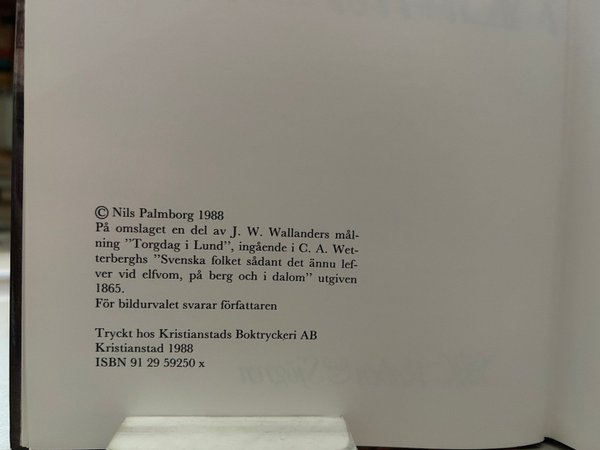 © Nils Palmborg 1988
På omslaget en del av J. W. Wallanders mål-
ning ”Torgdag i Lund”, ingående i C. A. Wet-
terberghs ”Svenska folket sådant det ännu lef-
ver vid elfvom, på berg och i dalom” utgiven
1865.
För bildurvalet svarar författaren
Tryckt hos Kristianstads Boktryckeri AB
Kristianstad 1988
ISBN 91 29 59250 x